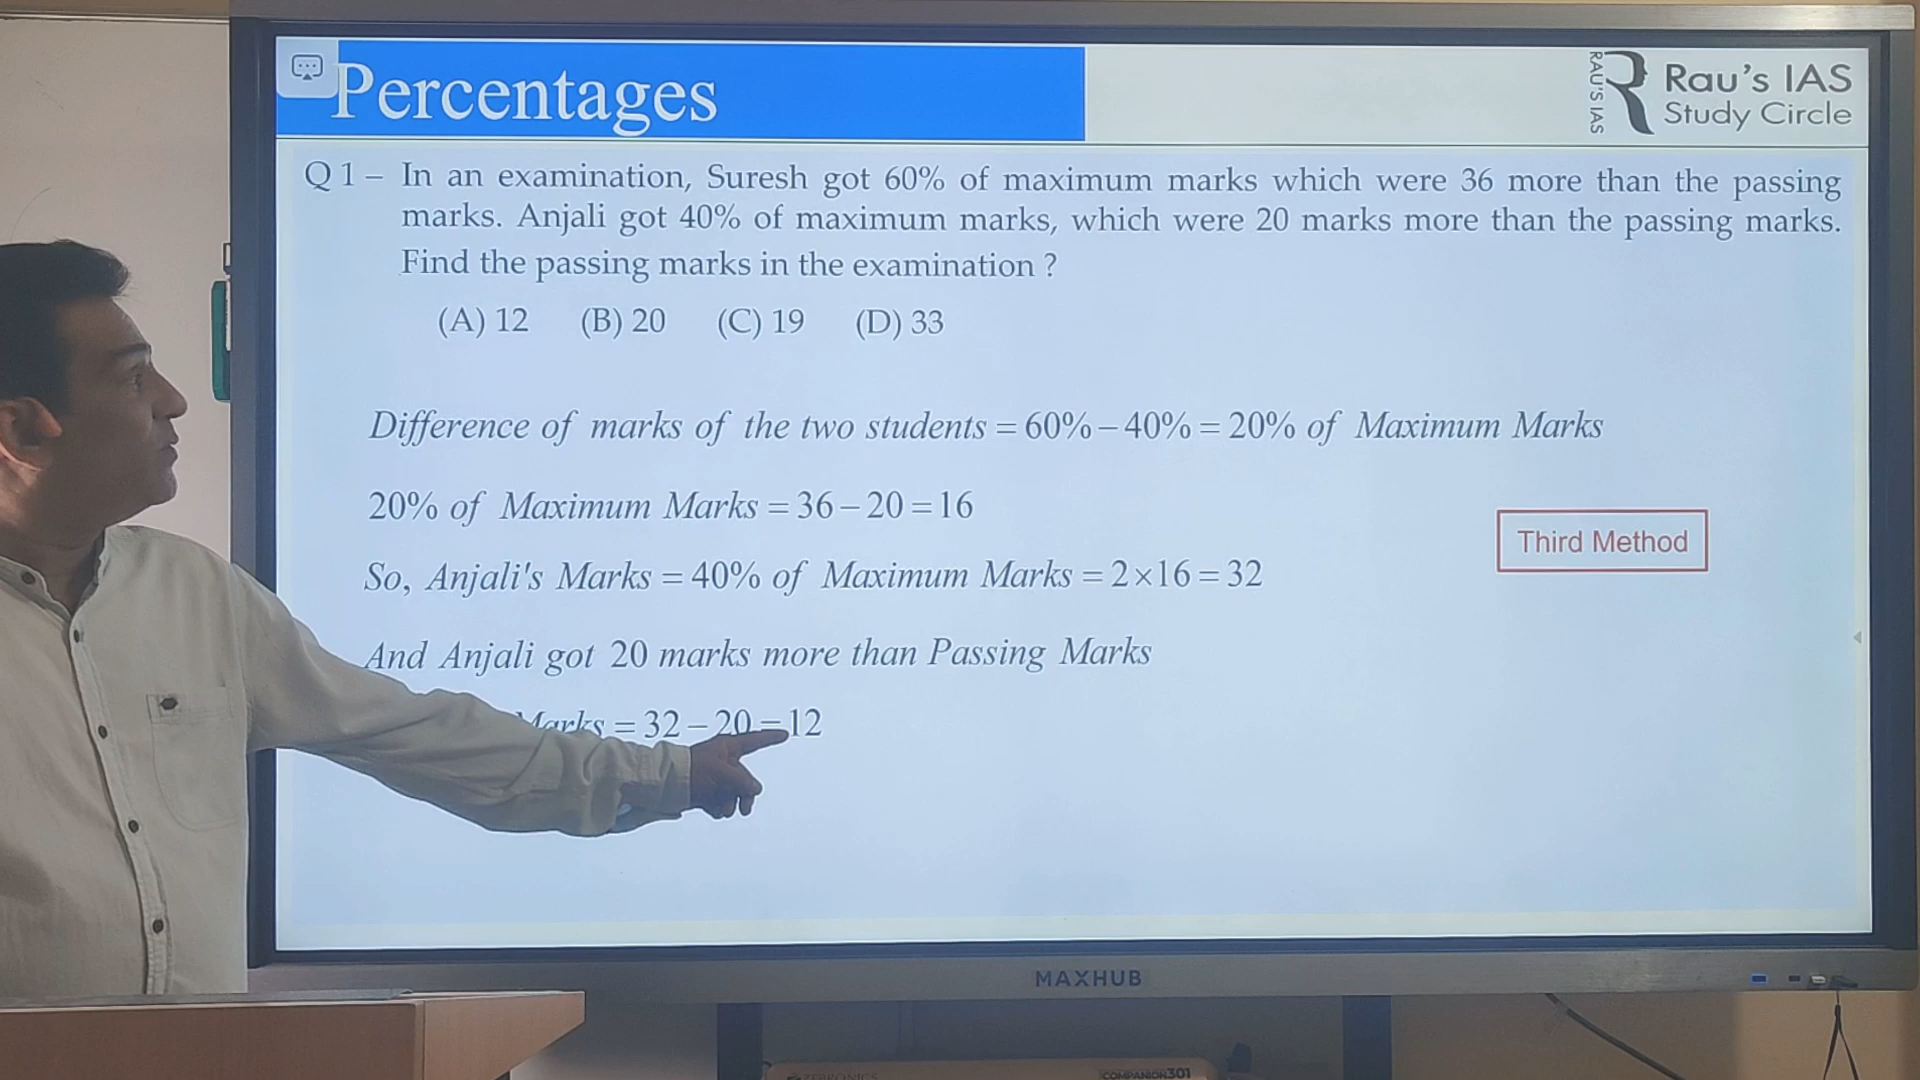 Percentages
RAU'S IAS
Rau's IAS
Study Circle
Q 1 – In an examination, Suresh got 60% of maximum marks which were 36 more than the passing
marks. Anjali got 40% of maximum marks, which were 20 marks more than the passing marks.
Find the passing marks in the examination ?
(A) 12 (B) 20 (C) 19 (D) 33
Difference of marks of the two students = 60% – 40% = 20% of Maximum Marks
20% of Maximum Marks = 36 – 20 = 16
Third Method
So, Anjali's Marks = 40% of Maximum Marks = 2 × 16 = 32
And Anjali got 20 marks more than Passing Marks
Marks = 32 – 20 = 12
MAXHUB
ZEBRONICS
COMPANION301